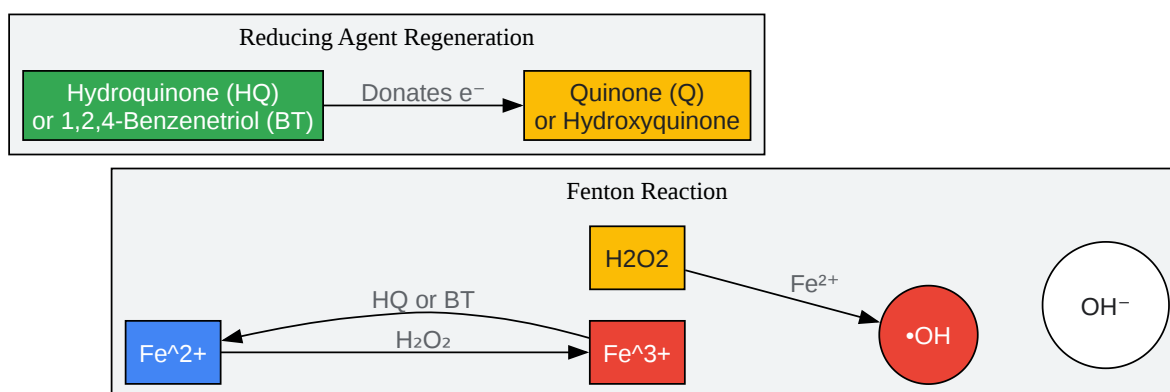 Reducing Agent Regeneration
Hydroquinone (HQ)
or 1,2,4-Benzenetriol (BT)
Donates e⁻
Quinone (Q)
or Hydroxyquinone
Fenton Reaction
H2O2
Fe²⁺
HQ or BT
H₂O₂
Fe^2+
Fe^3+
•OH
OH⁻